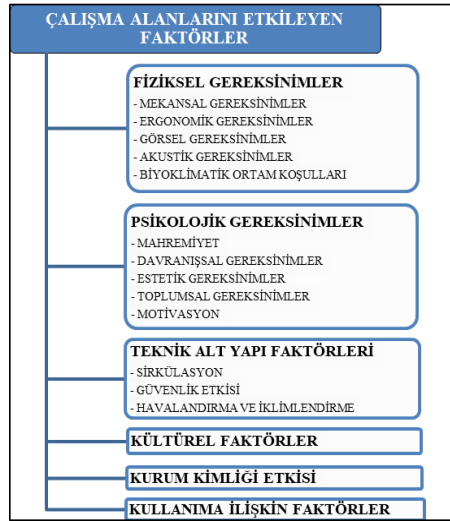 ÇALIŞMA ALANLARINI ETKİLEYEN
FAKTÖRLER
FİZİKSEL GEREKSİNİMLER
- MEKANSAL GEREKSİNİMLER
- ERGONOMİK GEREKSİNİMLER
- GÖRSEL GEREKSİNİMLER
- AKUSTİK GEREKSİNİMLER
- BİYOKLİMATİK ORTAM KOŞULLARI
PSİKOLOJİK GEREKSİNİMLER
- MAHREMİYET
- DAVRANIŞSAL GEREKSİNİMLER
- ESTETİK GEREKSİNİMLER
- TOPLUMSAL GEREKSİNİMLER
- MOTİVASYON
TEKNİK ALT YAPI FAKTÖRLERİ
- SİRKÜLASYON
- GÜVENLİK ETKİSİ
- HAVALANDIRMA VE İKLİMLENDİRME
KÜLTÜREL FAKTÖRLER
KURUM KİMLİĞİ ETKİSİ
KULLANIMA İLİŞKİN FAKTÖRLER